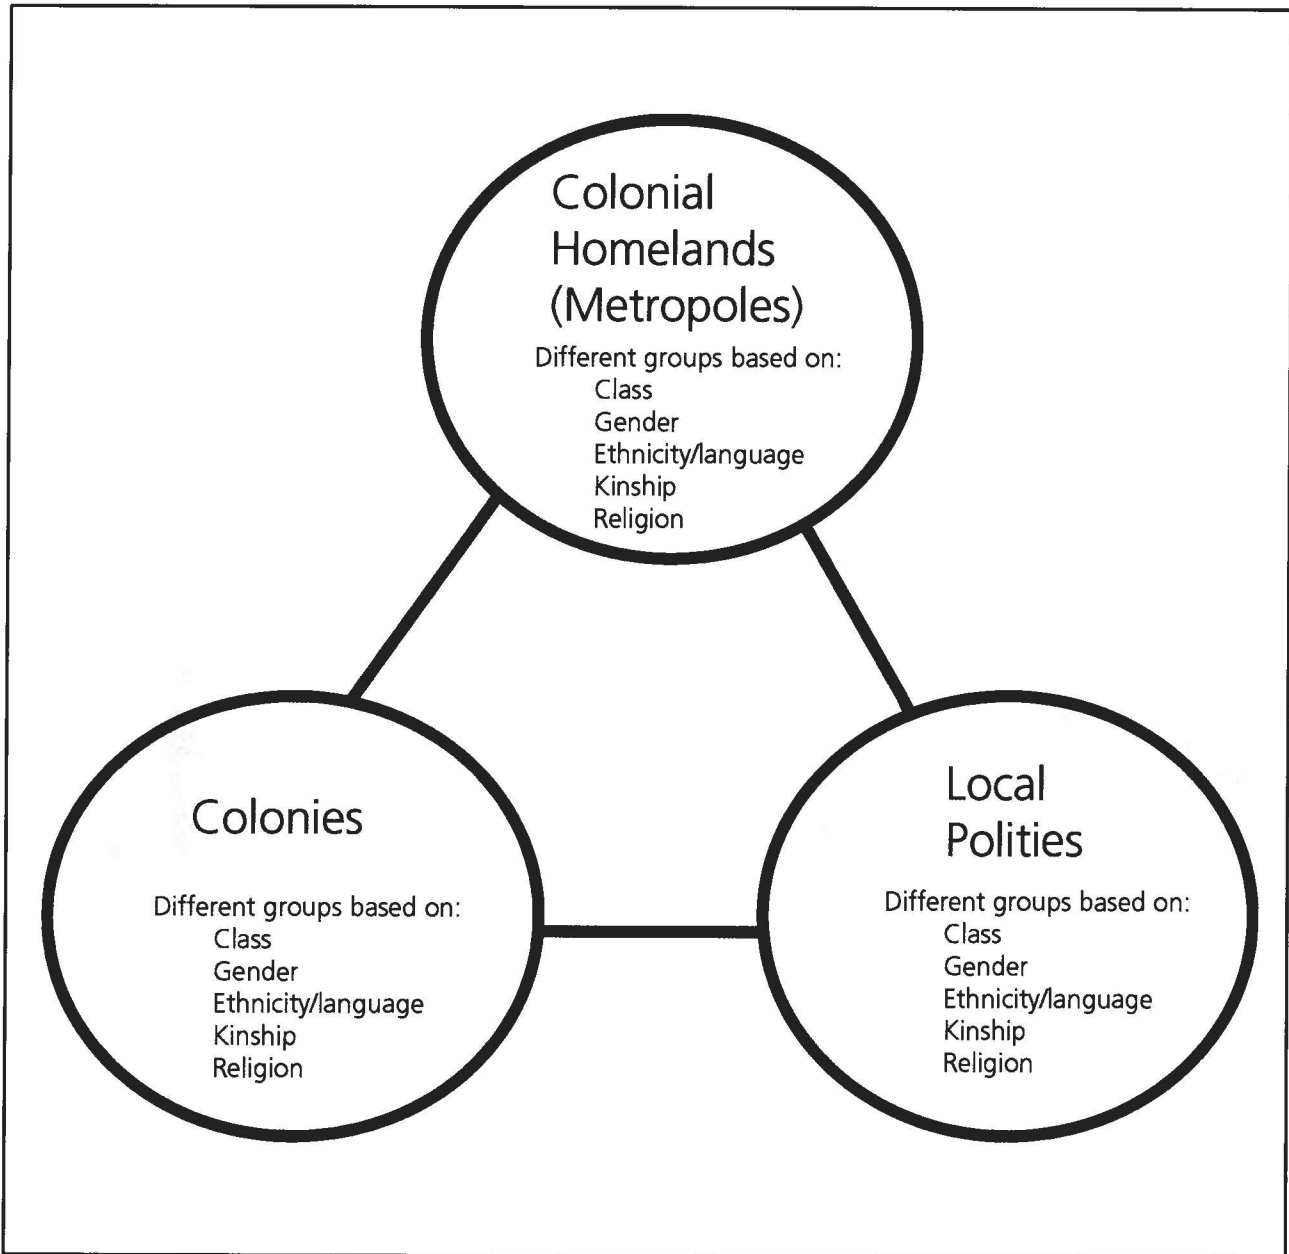 Colonial
Homelands
(Metropoles)
Different groups based on:
Class
Gender
Ethnicity/language
Kinship
Religion
Colonies
Different groups based on:
Class
Gender
Ethnicity/language
Kinship
Religion
Local
Polities
Different groups based on:
Class
Gender
Ethnicity/language
Kinship
Religion